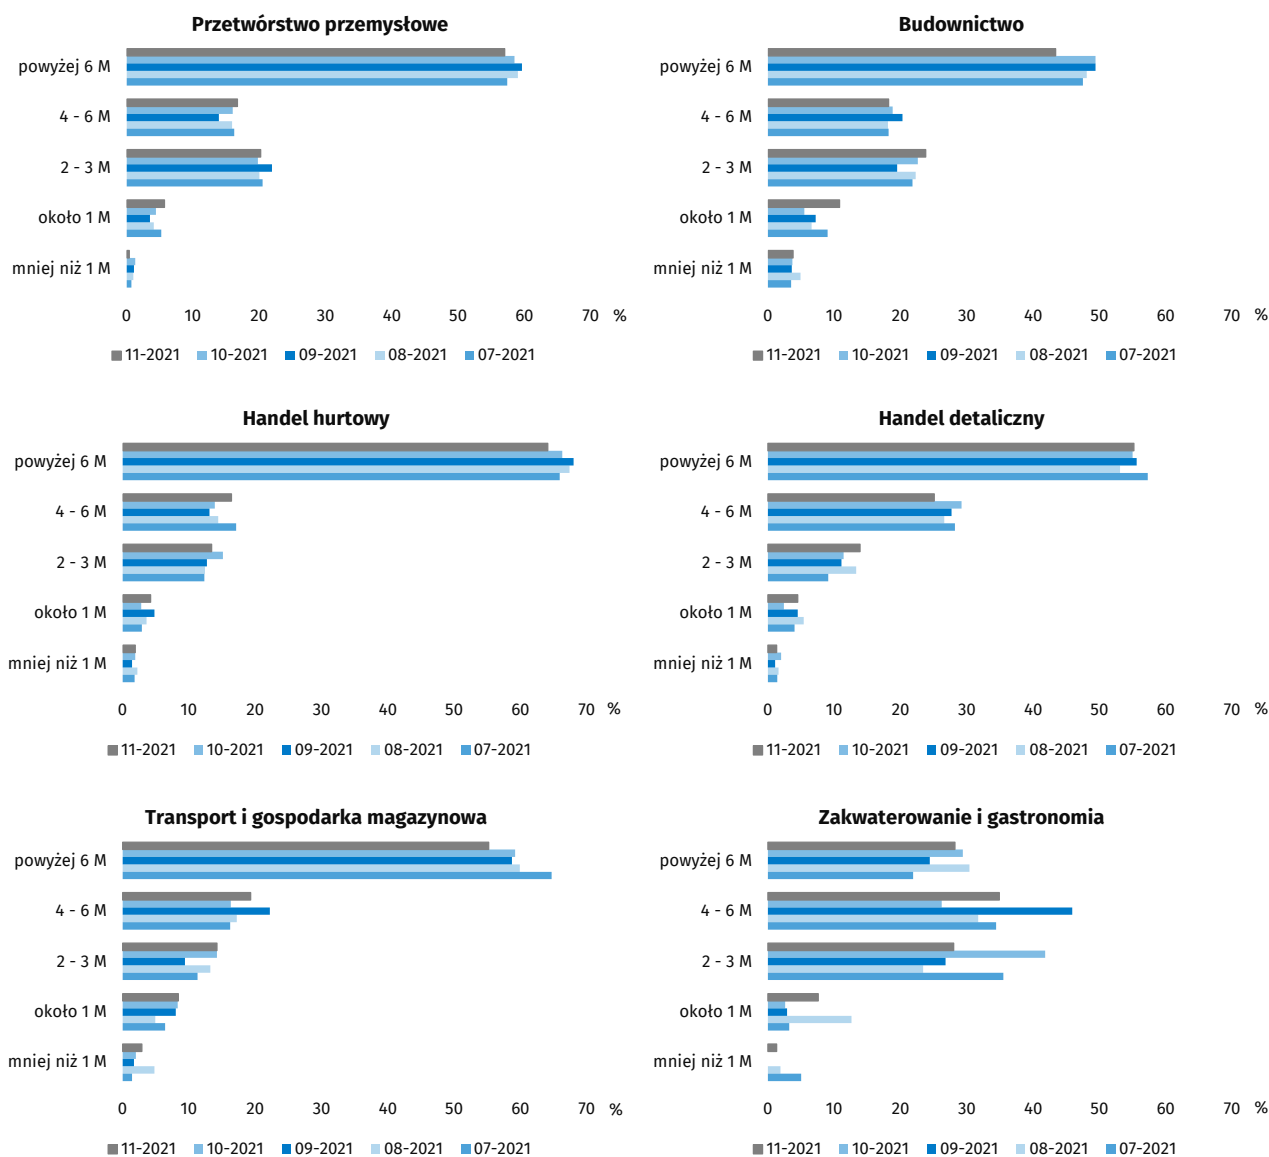 Przetwórstwo przemysłowe
powyżej 6 M
4 - 6 M
2 - 3 M
około 1 M
mniej niż 1 M
0 10 20 30 40 50 60 70 %
11-2021 10-2021 09-2021 08-2021 07-2021
Budownictwo
powyżej 6 M
4 - 6 M
2 - 3 M
około 1 M
mniej niż 1 M
0 10 20 30 40 50 60 70 %
11-2021 10-2021 09-2021 08-2021 07-2021
Handel hurtowy
powyżej 6 M
4 - 6 M
2 - 3 M
około 1 M
mniej niż 1 M
0 10 20 30 40 50 60 70 %
11-2021 10-2021 09-2021 08-2021 07-2021
Handel detaliczny
powyżej 6 M
4 - 6 M
2 - 3 M
około 1 M
mniej niż 1 M
0 10 20 30 40 50 60 70 %
11-2021 10-2021 09-2021 08-2021 07-2021
Transport i gospodarka magazynowa
powyżej 6 M
4 - 6 M
2 - 3 M
około 1 M
mniej niż 1 M
0 10 20 30 40 50 60 70 %
11-2021 10-2021 09-2021 08-2021 07-2021
Zakwaterowanie i gastronomia
powyżej 6 M
4 - 6 M
2 - 3 M
około 1 M
mniej niż 1 M
0 10 20 30 40 50 60 70 %
11-2021 10-2021 09-2021 08-2021 07-2021